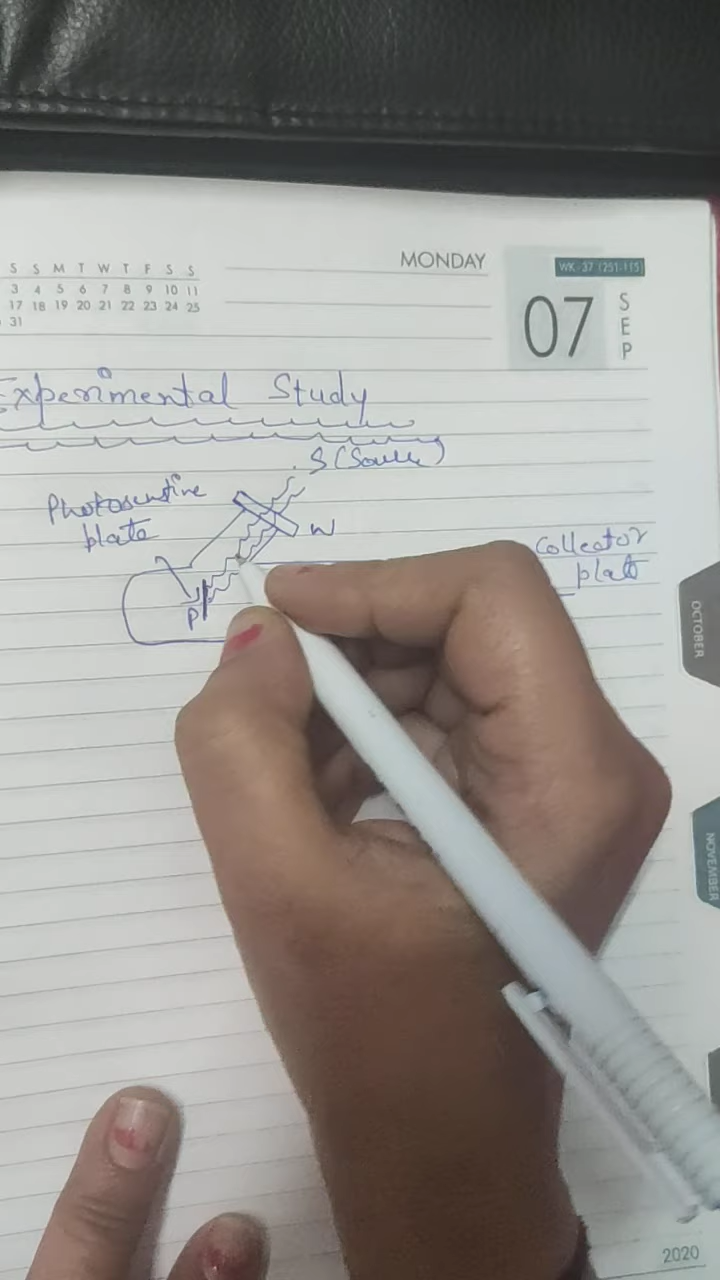 MONDAY
WK-37 (251-115)
07
SEP
S S M T W T F S S
3 4 5 6 7 8 9 10 11
17 18 19 20 21 22 23 24 25
31
Experimental Study
S (Source)
Photosensitive
plate
W
Collector
plate
P
OCTOBER
NOVEMBER
2020